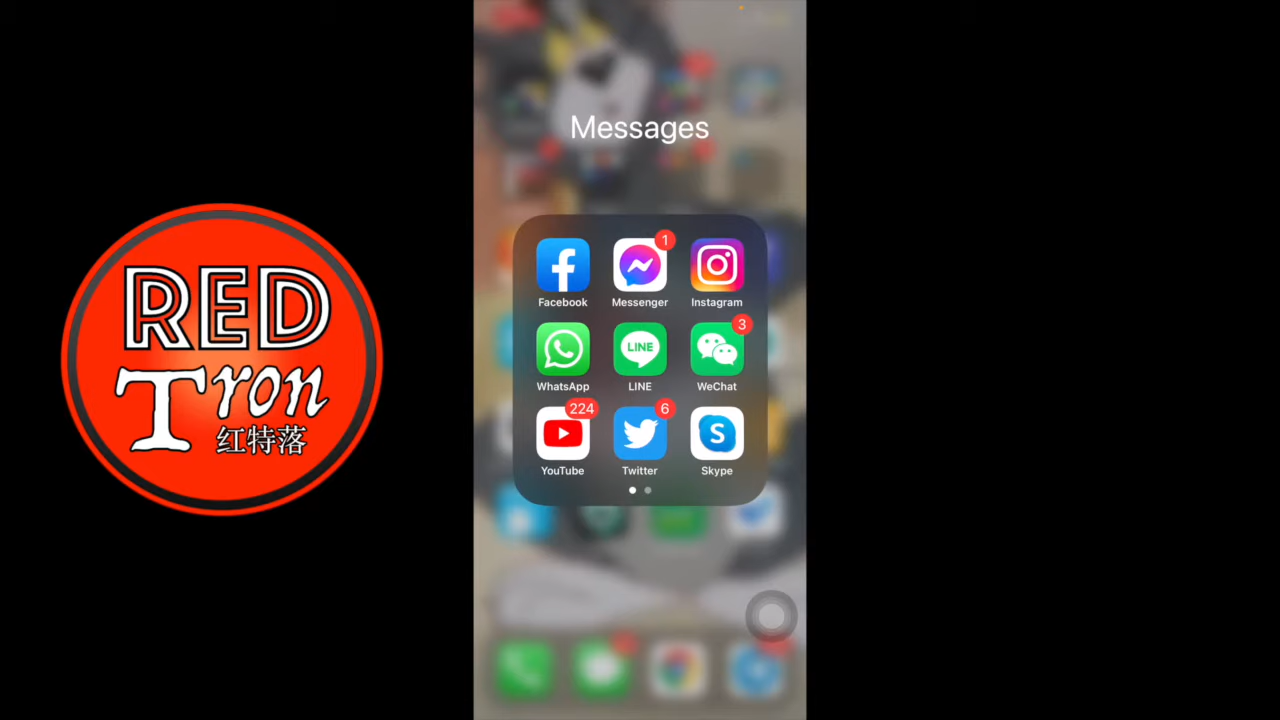 RED
Tron
红特落
Messages
1
Facebook
Messenger
Instagram
3
WhatsApp
LINE
LINE
WeChat
224
6
S
YouTube
Twitter
Skype